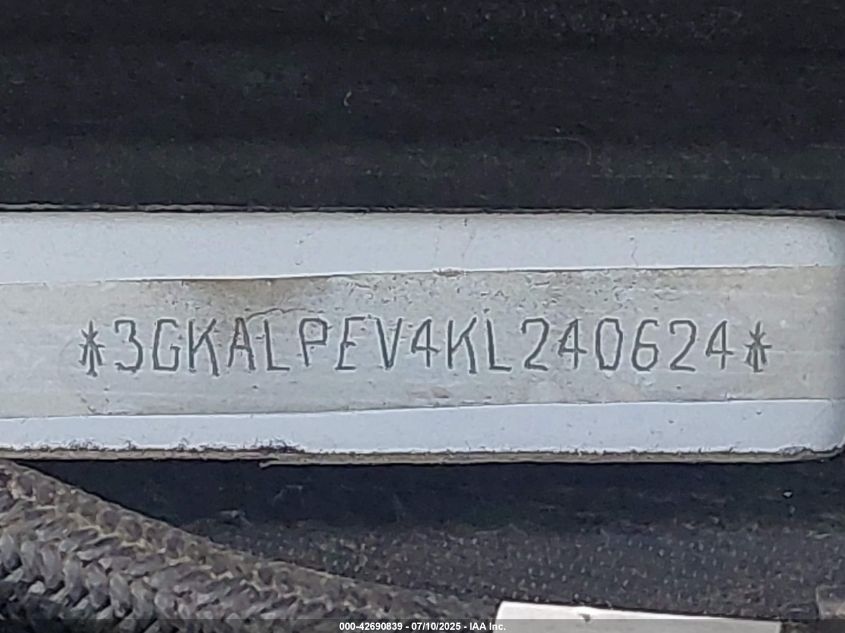 *3GKALPEV4KL240624*
000-42690839 - 07/10/2025 - IAA Inc.